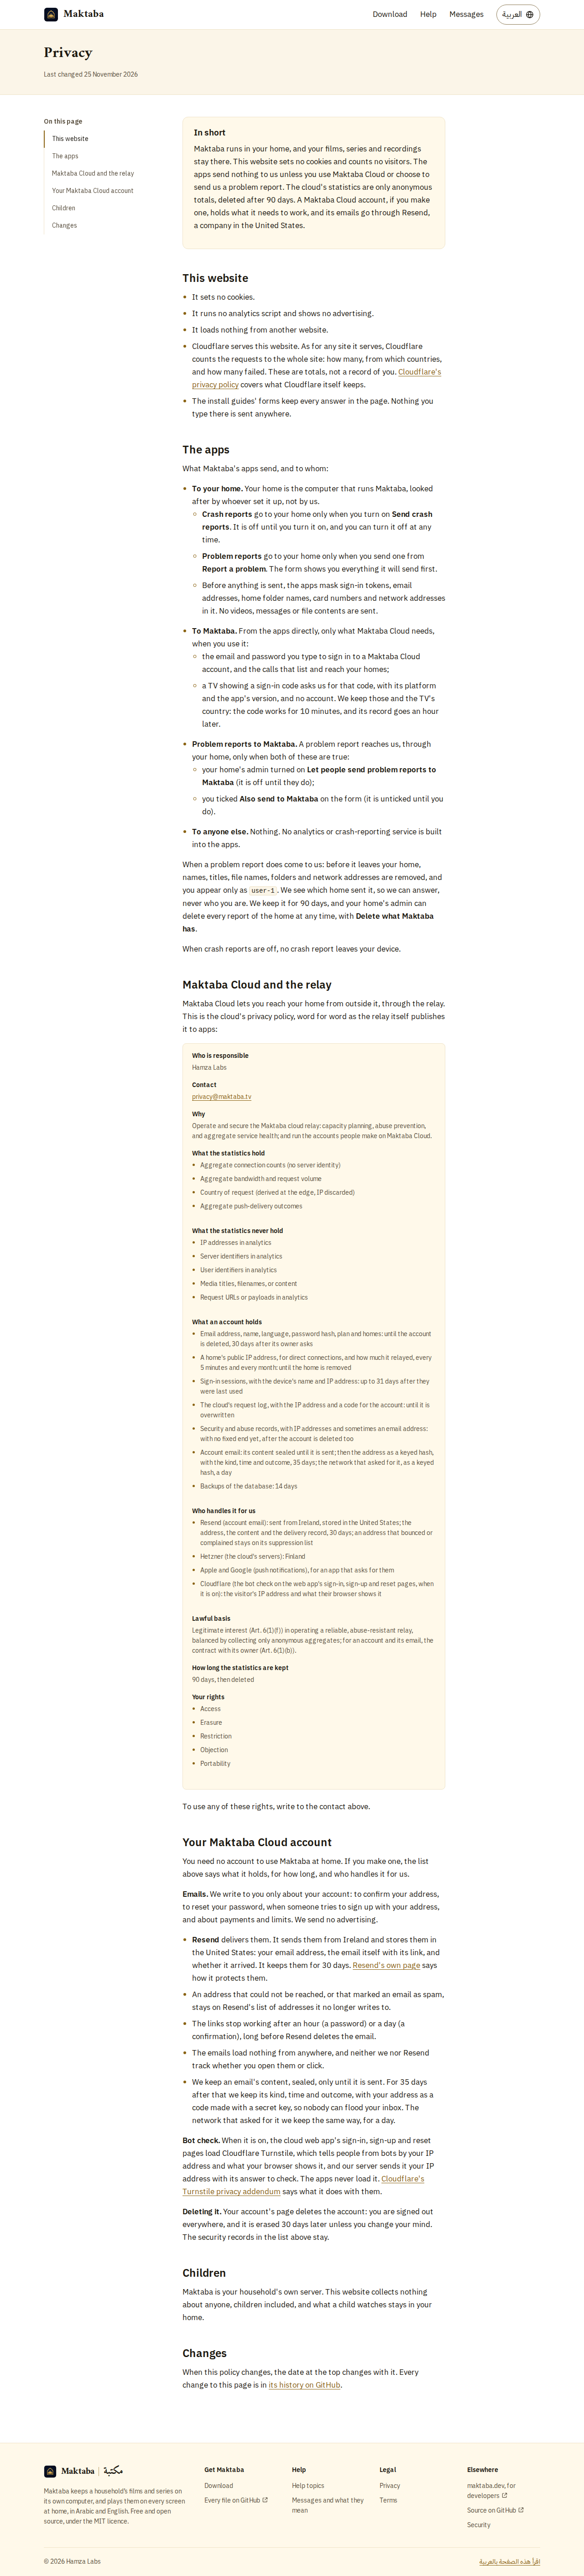 Maktaba
Download
Help
Messages
العربية
Privacy
Last changed 25 November 2026
On this page
This website
The apps
Maktaba Cloud and the relay
Your Maktaba Cloud account
Children
Changes
In short
Maktaba runs in your home, and your films, series and recordings
stay there. This website sets no cookies and counts no visitors. The
apps send nothing to us unless you use Maktaba Cloud or choose to
send us a problem report. The cloud's statistics are only anonymous
totals, deleted after 90 days. A Maktaba Cloud account, if you make
one, holds what it needs to work, and its emails go through Resend,
a company in the United States.
This website
It sets no cookies.
It runs no analytics script and shows no advertising.
It loads nothing from another website.
Cloudflare serves this website. As for any site it serves, Cloudflare
counts the requests to the whole site: how many, from which countries,
and how many failed. These are totals, not a record of you. Cloudflare's
privacy policy covers what Cloudflare itself keeps.
The install guides' forms keep every answer in the page. Nothing you
type there is sent anywhere.
The apps
What Maktaba's apps send, and to whom:
To your home. Your home is the computer that runs Maktaba, looked
after by whoever set it up, not by us.
Crash reports go to your home only when you turn on Send crash
reports. It is off until you turn it on, and you can turn it off at any
time.
Problem reports go to your home only when you send one from
Report a problem. The form shows you everything it will send first.
Before anything is sent, the apps mask sign-in tokens, email
addresses, home folder names, card numbers and network addresses
in it. No videos, messages or file contents are sent.
To Maktaba. From the apps directly, only what Maktaba Cloud needs,
when you use it:
the email and password you type to sign in to a Maktaba Cloud
account, and the calls that list and reach your homes;
a TV showing a sign-in code asks us for that code, with its platform
and the app's version, and no account. We keep those and the TV's
country: the code works for 10 minutes, and its record goes an hour
later.
Problem reports to Maktaba. A problem report reaches us, through
your home, only when both of these are true:
your home's admin turned on Let people send problem reports to
Maktaba (it is off until they do);
you ticked Also send to Maktaba on the form (it is unticked until you
do).
To anyone else. Nothing. No analytics or crash-reporting service is built
into the apps.
When a problem report does come to us: before it leaves your home,
names, titles, file names, folders and network addresses are removed, and
you appear only as user-1. We see which home sent it, so we can answer,
never who you are. We keep it for 90 days, and your home's admin can
delete every report of the home at any time, with Delete what Maktaba
has.
When crash reports are off, no crash report leaves your device.
Maktaba Cloud and the relay
Maktaba Cloud lets you reach your home from outside it, through the relay.
This is the cloud's privacy policy, word for word as the relay itself publishes
it to apps:
Who is responsible
Hamza Labs
Contact
privacy@maktaba.tv
Why
Operate and secure the Maktaba cloud relay: capacity planning, abuse prevention,
and aggregate service health; and run the accounts people make on Maktaba Cloud.
What the statistics hold
Aggregate connection counts (no server identity)
Aggregate bandwidth and request volume
Country of request (derived at the edge, IP discarded)
Aggregate push-delivery outcomes
What the statistics never hold
IP addresses in analytics
Server identifiers in analytics
User identifiers in analytics
Media titles, filenames, or content
Request URLs or payloads in analytics
What an account holds
Email address, name, language, password hash, plan and homes: until the account
is deleted, 30 days after its owner asks
A home's public IP address, for direct connections, and how much it relayed, every
5 minutes and every month: until the home is removed
Sign-in sessions, with the device's name and IP address: up to 31 days after they
were last used
The cloud's request log, with the IP address and a code for the account: until it is
overwritten
Security and abuse records, with IP addresses and sometimes an email address:
with no fixed end yet, after the account is deleted too
Account email: its content sealed until it is sent; then the address as a keyed hash,
with the kind, time and outcome, 35 days; the network that asked for it, as a keyed
hash, a day
Backups of the database: 14 days
Who handles it for us
Resend (account email): sent from Ireland, stored in the United States; the
address, the content and the delivery record, 30 days; an address that bounced or
complained stays on its suppression list
Hetzner (the cloud's servers): Finland
Apple and Google (push notifications), for an app that asks for them
Cloudflare (the bot check on the web app's sign-in, sign-up and reset pages, when
it is on): the visitor's IP address and what their browser shows it
Lawful basis
Legitimate interest (Art. 6(1)(f)) in operating a reliable, abuse-resistant relay,
balanced by collecting only anonymous aggregates; for an account and its email, the
contract with its owner (Art. 6(1)(b)).
How long the statistics are kept
90 days, then deleted
Your rights
Access
Erasure
Restriction
Objection
Portability
To use any of these rights, write to the contact above.
Your Maktaba Cloud account
You need no account to use Maktaba at home. If you make one, the list
above says what it holds, for how long, and who handles it for us.
Emails. We write to you only about your account: to confirm your address,
to reset your password, when someone tries to sign up with your address,
and about payments and limits. We send no advertising.
Resend delivers them. It sends them from Ireland and stores them in
the United States: your email address, the email itself with its link, and
whether it arrived. It keeps them for 30 days. Resend's own page says
how it protects them.
An address that could not be reached, or that marked an email as spam,
stays on Resend's list of addresses it no longer writes to.
The links stop working after an hour (a password) or a day (a
confirmation), long before Resend deletes the email.
The emails load nothing from anywhere, and neither we nor Resend
track whether you open them or click.
We keep an email's content, sealed, only until it is sent. For 35 days
after that we keep its kind, time and outcome, with your address as a
code made with a secret key, so nobody can flood your inbox. The
network that asked for it we keep the same way, for a day.
Bot check. When it is on, the cloud web app's sign-in, sign-up and reset
pages load Cloudflare Turnstile, which tells people from bots by your IP
address and what your browser shows it, and our server sends it your IP
address with its answer to check. The apps never load it. Cloudflare's
Turnstile privacy addendum says what it does with them.
Deleting it. Your account's page deletes the account: you are signed out
everywhere, and it is erased 30 days later unless you change your mind.
The security records in the list above stay.
Children
Maktaba is your household's own server. This website collects nothing
about anyone, children included, and what a child watches stays in your
home.
Changes
When this policy changes, the date at the top changes with it. Every
change to this page is in its history on GitHub.
Maktaba | مكتبة
Maktaba keeps a household's films and series on
its own computer, and plays them on every screen
at home, in Arabic and English. Free and open
source, under the MIT licence.
Get Maktaba
Download
Every file on GitHub
Help
Help topics
Messages and what they
mean
Legal
Privacy
Terms
Elsewhere
maktaba.dev, for
developers
Source on GitHub
Security
© 2026 Hamza Labs
اقرأ هذه الصفحة بالعربية